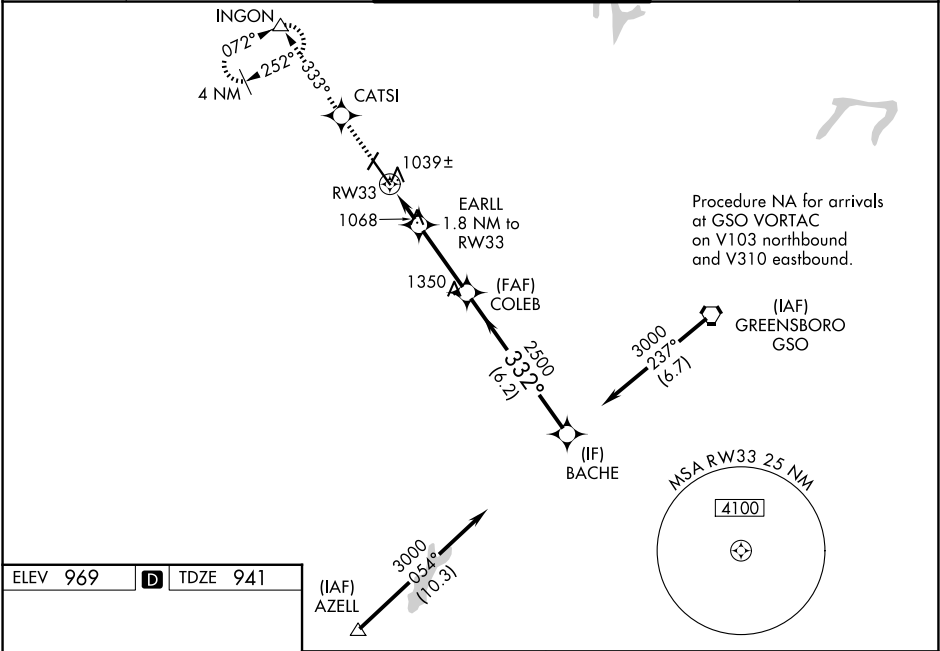 INGON
072°
252°
333°
4 NM
CATSI
1039±
RW33
EARLL
1.8 NM to
RW33
1068
Procedure NA for arrivals
at GSO VORTAC
on V103 northbound
and V310 eastbound.
1350
(FAF)
COLEB
(IAF)
GREENSBORO
GSO
3000
237°
(6.7)
2500
332°
(6.2)
(IF)
BACHE
MSA RW33 25 NM
4100
3000
054°
(10.3)
(IAF)
AZELL
ELEV 969 D TDZE 941